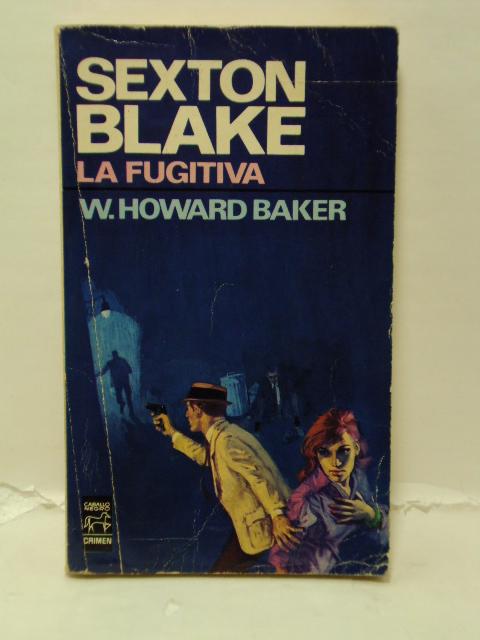 SEXTON
BLAKE
LA FUGITIVA
W. HOWARD BAKER
CABALLO
NEGRO
CRIMEN